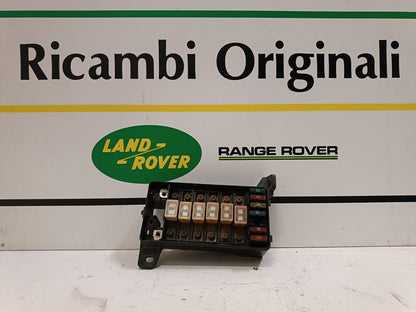 Ricambi Originali
LAND
ROVER
RANGE ROVER